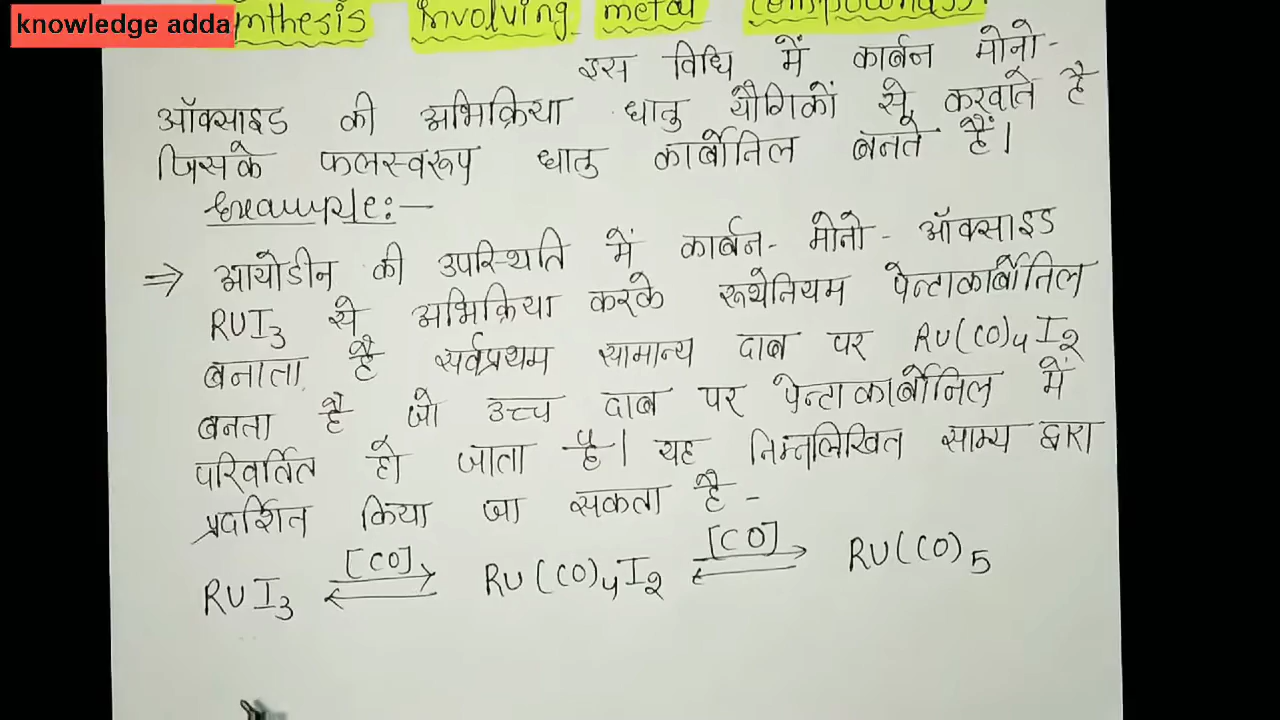 knowledge adda
Involving metal
इस विधि में कार्बन मोनो-
ऑक्साइड की अभिक्रिया धातु यौगिकों से करवाते है
जिसके फलस्वरूप धातु कार्बोनिल बनते हैं।
Example:-
⇒ आयोडीन की उपस्थिति में कार्बन- मोनो- ऑक्साइड
RUI₃ से अभिक्रिया करके रूथेनियम पेन्टाकार्बोनिल
बनाता है सर्वप्रथम सामान्य दाब पर RU(CO)₄I₂
बनता है जो उच्च दाब पर पेन्टाकार्बोनिल में
परिवर्तित हो जाता है। यह निम्नलिखित साम्य द्वारा
प्रदर्शित किया जा सकता है -
RUI₃ ⇌[CO] RU(CO)₄I₂ ⇌[CO] RU(CO)₅